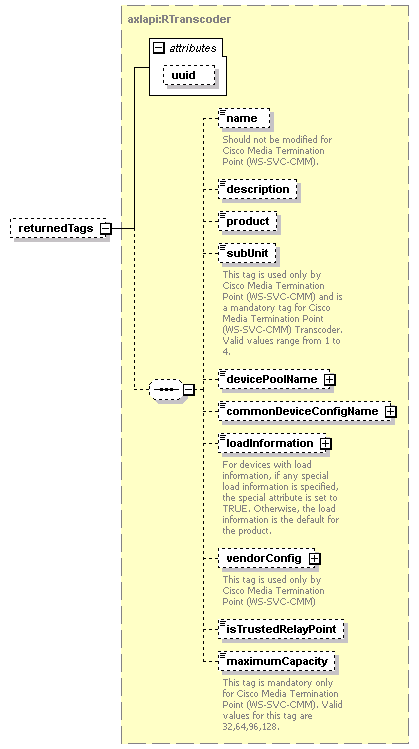 axlapi:RTranscoder
attributes
uuid
name
Should not be modified for
Cisco Media Termination
Point (WS-SVC-CMM).
description
product
returnedTags
subUnit
This tag is used only by
Cisco Media Termination
Point (WS-SVC-CMM) and is
a mandatory tag for Cisco
Media Termination Point
(WS-SVC-CMM) Transcoder.
Valid values range from 1 to
4.
devicePoolName
commonDeviceConfigName
loadInformation
For devices with load
information, if any special
load information is specified,
the special attribute is set to
TRUE. Otherwise, the load
information is the default for
the product.
vendorConfig
This tag is used only by
Cisco Media Termination
Point (WS-SVC-CMM)
isTrustedRelayPoint
maximumCapacity
This tag is mandatory only
for Cisco Media Termination
Point (WS-SVC-CMM). Valid
values for this tag are
32,64,96,128.